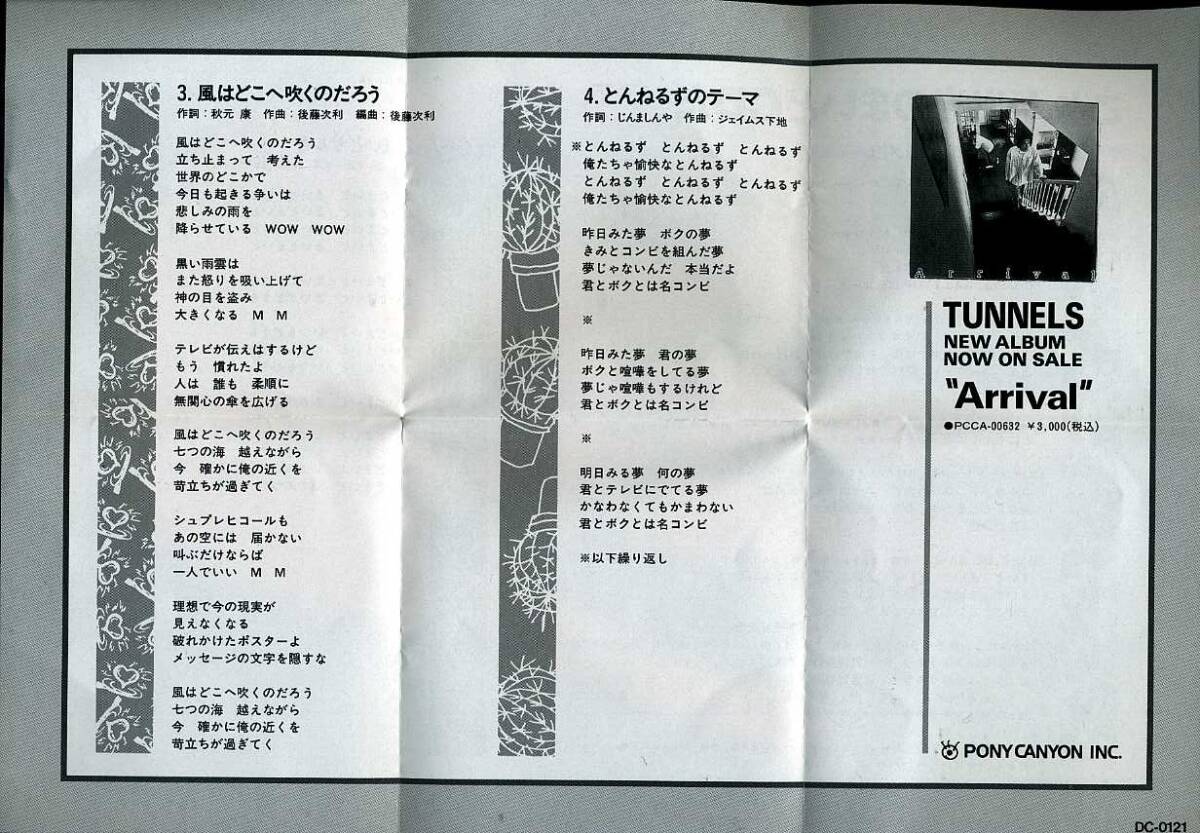 3. 風はどこへ吹くのだろう
作詞：秋元 康 作曲：後藤次利 編曲：後藤次利
風はどこへ吹くのだろう
立ち止まって 考えた
世界のどこかで
今日も起きる争いは
悲しみの雨を
降らせている WOW WOW
黒い雨雲は
また怒りを吸い上げて
神の目を盗み
大きくなる M M
テレビが伝えはするけど
もう 慣れたよ
人は 誰も 柔順に
無関心の傘を広げる
風はどこへ吹くのだろう
七つの海 越えながら
今 確かに俺の近くを
苛立ちが過ぎてく
シュプレヒコールも
あの空には 届かない
叫ぶだけならば
一人でいい M M
理想で今の現実が
見えなくなる
破れかけたポスターよ
メッセージの文字を隠すな
風はどこへ吹くのだろう
七つの海 越えながら
今 確かに俺の近くを
苛立ちが過ぎてく
4. とんねるずのテーマ
作詞：じんましんや 作曲：ジェイムス下地
※とんねるず とんねるず とんねるず
俺たちゃ愉快なとんねるず
とんねるず とんねるず とんねるず
俺たちゃ愉快なとんねるず
昨日みた夢 ボクの夢
きみとコンビを組んだ夢
夢じゃないんだ 本当だよ
君とボクとは名コンビ
※
昨日みた夢 君の夢
ボクと喧嘩をしてる夢
夢じゃ喧嘩もするけれど
君とボクとは名コンビ
※
明日みる夢 何の夢
君とテレビにでてる夢
かなわなくてもかまわない
君とボクとは名コンビ
※以下繰り返し
Arrival
TUNNELS
NEW ALBUM
NOW ON SALE
"Arrival"
●PCCA-00632 ¥3,000(税込)
PONY CANYON INC.
DC-0121